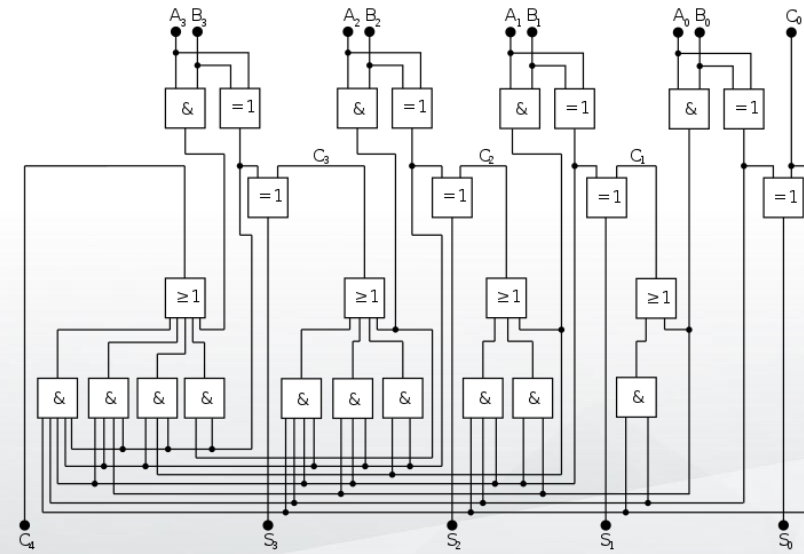 A₃ B₃ A₂ B₂ A₁ B₁ A₀ B₀ C₀
& =1 & =1 & =1 & =1
C₃ C₂ C₁
=1 =1 =1 =1
≥1 ≥1 ≥1 ≥1
& & & & & & & & & &
C₄ S₃ S₂ S₁ S₀